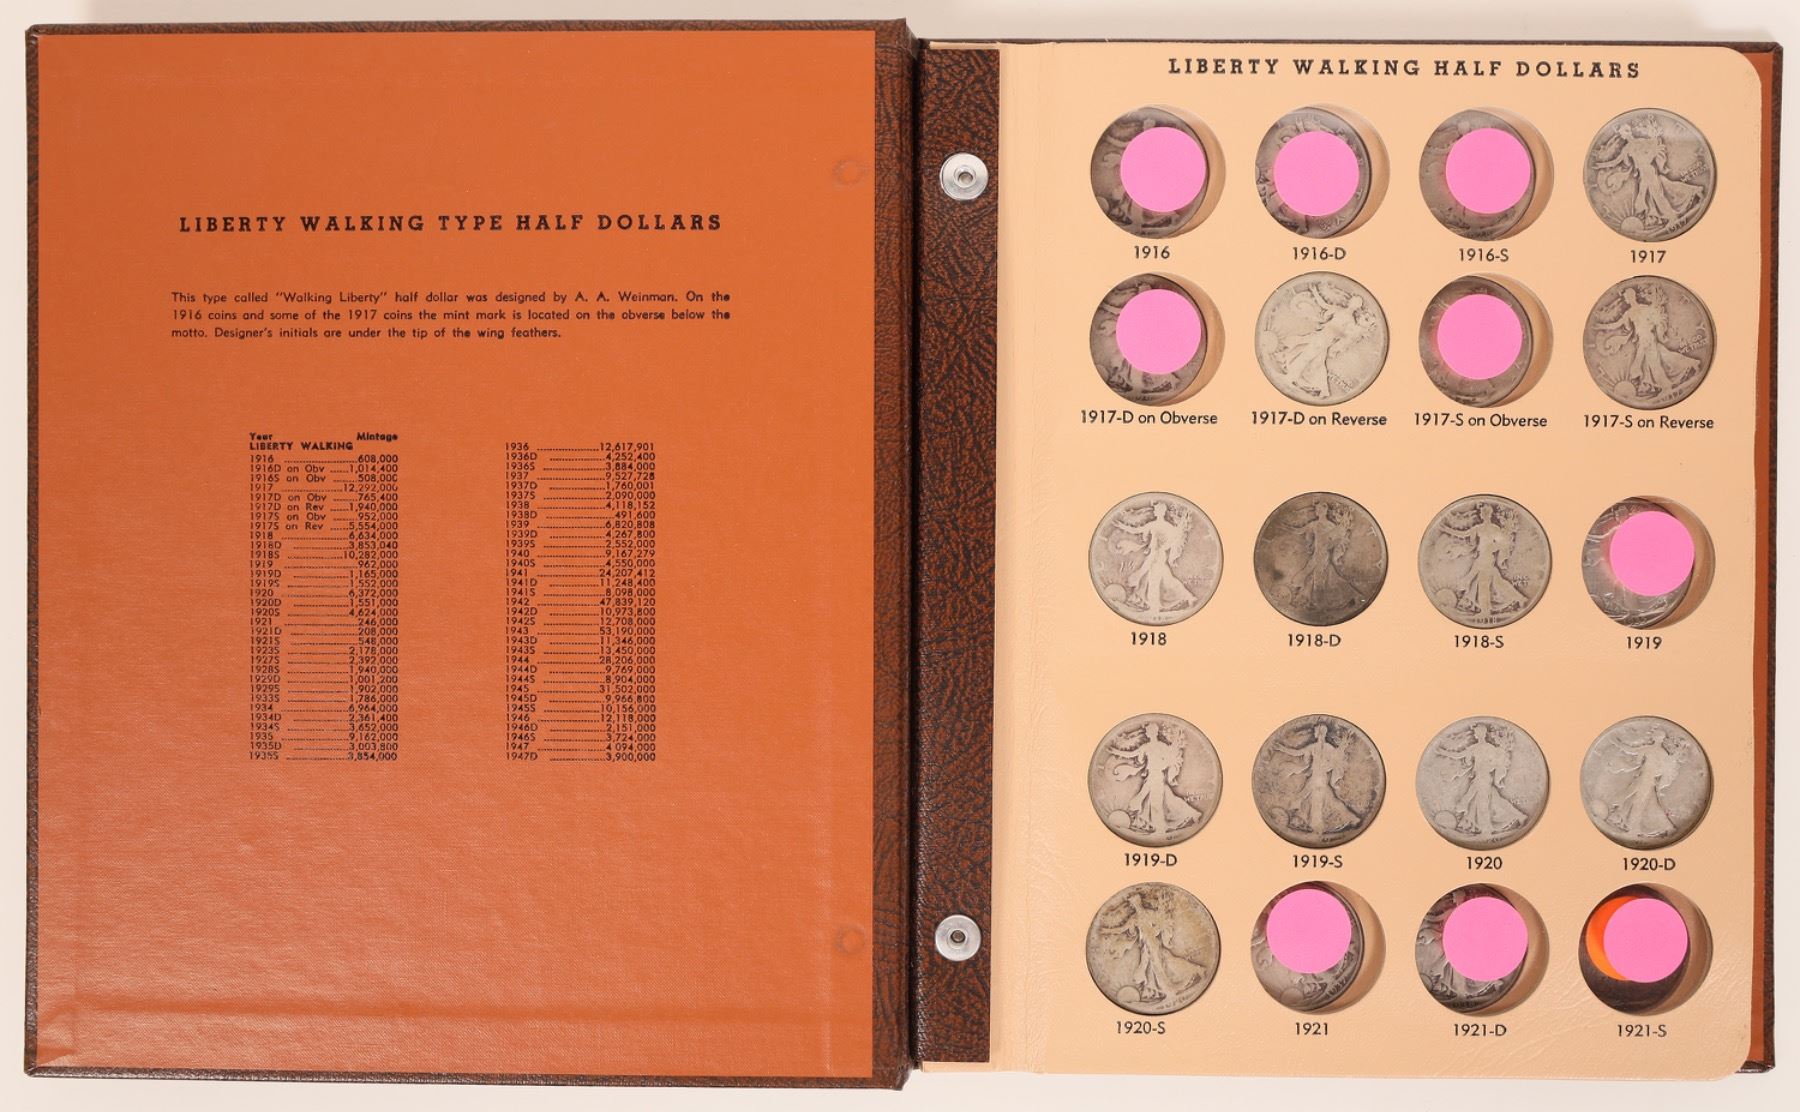 LIBERTY WALKING TYPE HALF DOLLARS
This type called "Walking Liberty" half dollar was designed by A. A. Weinman. On the
1916 coins and some of the 1917 coins the mint mark is located on the obverse below the
motto. Designer's initials are under the tip of the wing feathers.
Year Mintage
LIBERTY WALKING
1916 608,000
1916D on Obv 1,014,400
1916S on Obv 508,000
1917 12,292,000
1917D on Obv 765,400
1917D on Rev 1,940,000
1917S on Obv 952,000
1917S on Rev 5,554,000
1918 6,634,000
1918D 3,853,040
1918S 10,282,000
1919 962,000
1919D 1,165,000
1919S 1,552,000
1920 6,372,000
1920D 1,551,000
1920S 4,624,000
1921 246,000
1921D 208,000
1921S 548,000
1923S 2,178,000
1927S 2,392,000
1928S 1,940,000
1929D 1,001,200
1929S 1,902,000
1933S 1,786,000
1934 6,964,000
1934D 2,361,400
1934S 3,652,000
1935 9,162,000
1935D 3,003,800
1935S 3,854,000
1936 12,617,901
1936D 4,252,400
1936S 3,884,000
1937 9,527,728
1937D 1,760,001
1937S 2,090,000
1938 4,118,152
1938D 491,600
1939 6,820,808
1939D 4,267,800
1939S 2,552,000
1940 9,167,279
1940S 4,550,000
1941 24,207,412
1941D 11,248,400
1941S 8,098,000
1942 47,839,120
1942D 10,973,800
1942S 12,708,000
1943 53,190,000
1943D 11,346,000
1943S 13,450,000
1944 28,206,000
1944D 9,769,000
1944S 8,904,000
1945 31,502,000
1945D 9,966,800
1945S 10,156,000
1946 12,118,000
1946D 2,151,000
1946S 3,724,000
1947 4 094,000
1947D 3,900,000
LIBERTY WALKING HALF DOLLARS
1916 1916-D 1916-S 1917
1917-D on Obverse 1917-D on Reverse 1917-S on Obverse 1917-S on Reverse
1918 1918-D 1918-S 1919
1919-D 1919-S 1920 1920-D
1920-S 1921 1921-D 1921-S